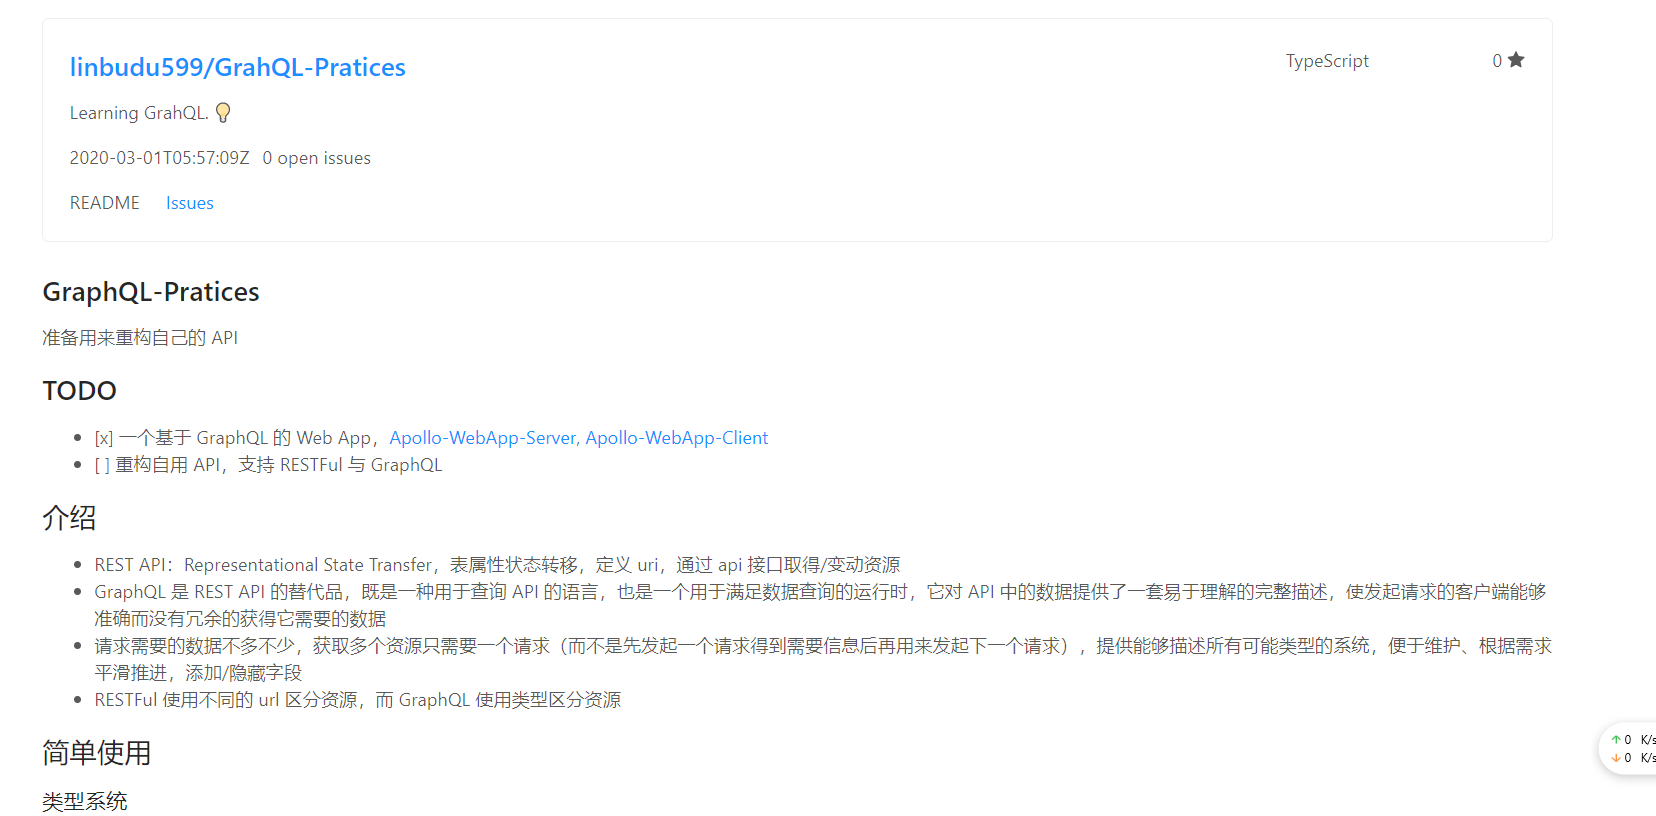 linbudu599/GrahQL-Pratices
TypeScript
0
Learning GrahQL.
2020-03-01T05:57:09Z 0 open issues
README Issues
GraphQL-Pratices
准备用来重构自己的 API
TODO
[x] 一个基于 GraphQL 的 Web App，Apollo-WebApp-Server, Apollo-WebApp-Client
[ ] 重构自用 API，支持 RESTFul 与 GraphQL
介绍
REST API：Representational State Transfer，表属性状态转移，定义 uri，通过 api 接口取得/变动资源
GraphQL 是 REST API 的替代品，既是一种用于查询 API 的语言，也是一个用于满足数据查询的运行时，它对 API 中的数据提供了一套易于理解的完整描述，使发起请求的客户端能够
准确而没有冗余的获得它需要的数据
请求需要的数据不多不少，获取多个资源只需要一个请求（而不是先发起一个请求得到需要信息后再用来发起下一个请求），提供能够描述所有可能类型的系统，便于维护、根据需求
平滑推进，添加/隐藏字段
RESTFul 使用不同的 url 区分资源，而 GraphQL 使用类型区分资源
简单使用
↑ 0 K/s
↓ 0 K/s
类型系统